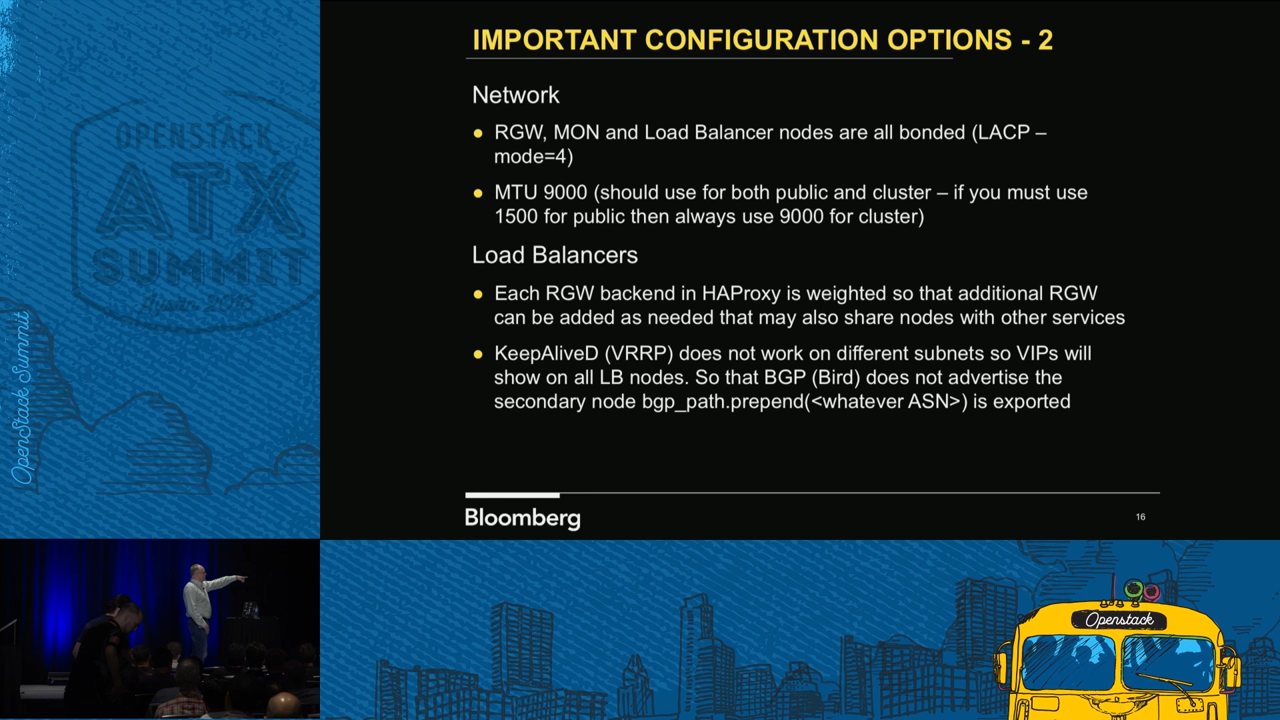 IMPORTANT CONFIGURATION OPTIONS - 2
Network
RGW, MON and Load Balancer nodes are all bonded (LACP –
mode=4)
MTU 9000 (should use for both public and cluster – if you must use
1500 for public then always use 9000 for cluster)
Load Balancers
Each RGW backend in HAProxy is weighted so that additional RGW
can be added as needed that may also share nodes with other services
KeepAliveD (VRRP) does not work on different subnets so VIPs will
show on all LB nodes. So that BGP (Bird) does not advertise the
secondary node bgp_path.prepend(<whatever ASN>) is exported
Bloomberg
16
OPENSTACK
ATX
SUMMIT
Austin 2016
OpenStack Summit
Openstack